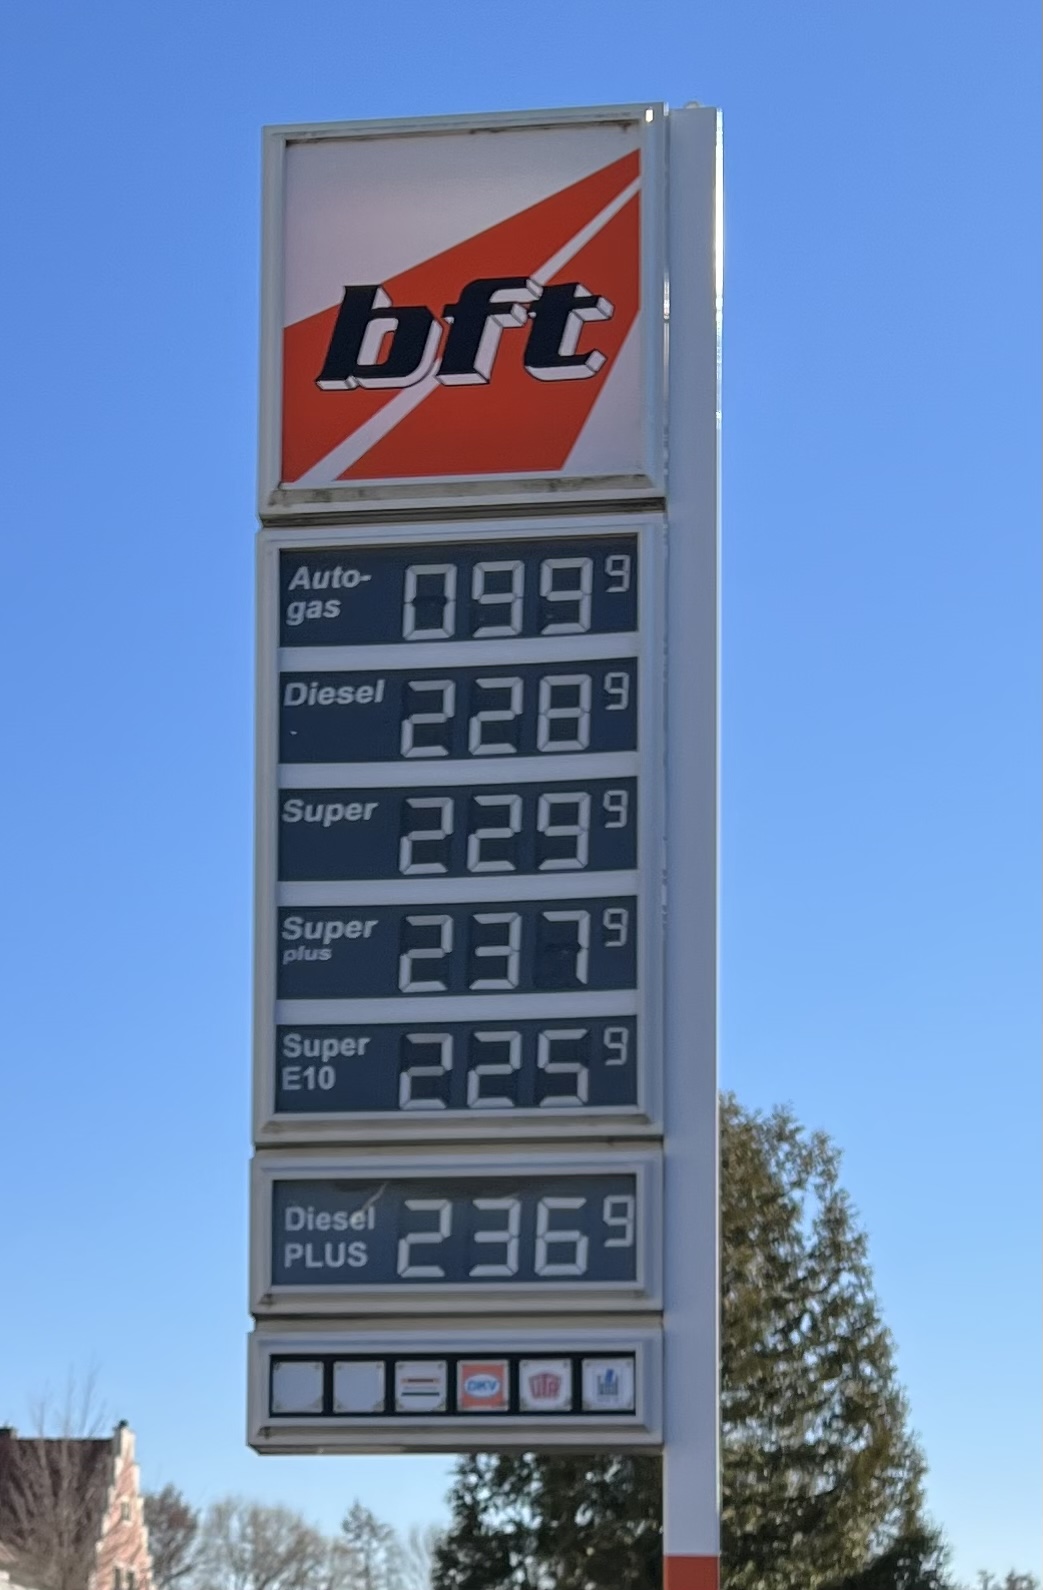 bft
Auto-
gas 099 9
Diesel 228 9
Super 229 9
Super
plus 237 9
Super
E10 225 9
Diesel
PLUS 236 9
DKV UTA